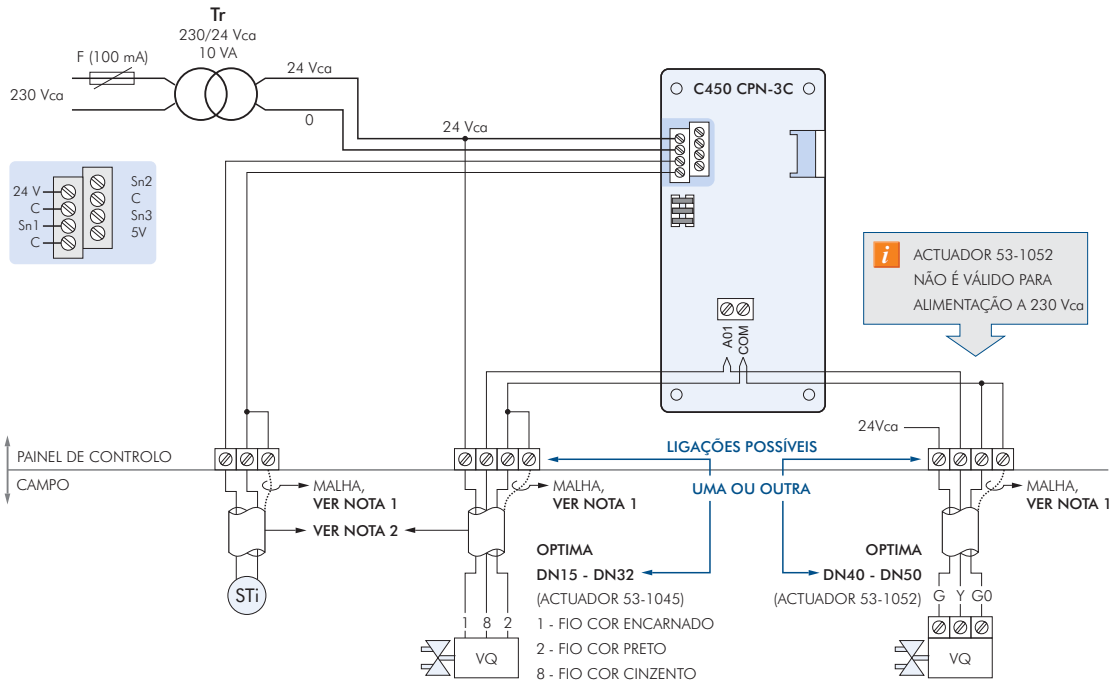 Tr
230/24 Vca
10 VA
F (100 mA)
24 Vca
230 Vca
0
24 Vca
C450 CPN-3C
24 V
C
Sn1
C
Sn2
C
Sn3
5V
i
ACTUADOR 53-1052
NÃO É VÁLIDO PARA
ALIMENTAÇÃO A 230 Vca
A01
COM
24Vca
PAINEL DE CONTROLO
CAMPO
LIGAÇÕES POSSÍVEIS
UMA OU OUTRA
MALHA,
VER NOTA 1
VER NOTA 2
MALHA,
VER NOTA 1
MALHA,
VER NOTA 1
STi
OPTIMA
DN15 - DN32
(ACTUADOR 53-1045)
1 - FIO COR ENCARNADO
2 - FIO COR PRETO
8 - FIO COR CINZENTO
1 8 2
VQ
OPTIMA
DN40 - DN50
(ACTUADOR 53-1052)
G Y G0
VQ